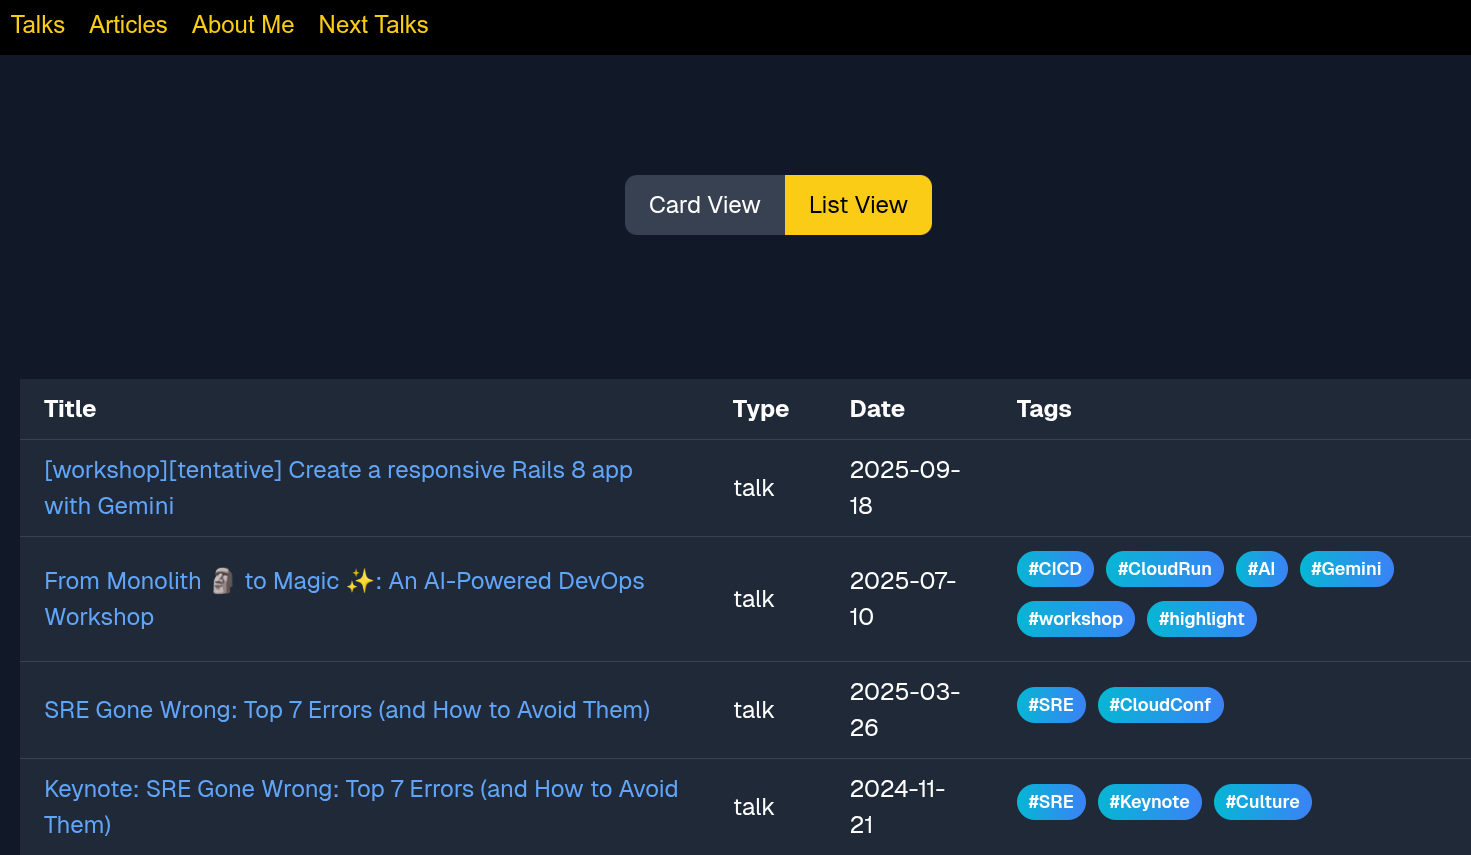 Talks Articles About Me Next Talks
Card View List View
Title Type Date Tags
[workshop][tentative] Create a responsive Rails 8 app
with Gemini
talk
2025-09-
18
From Monolith 🗿 to Magic ✨: An AI-Powered DevOps
Workshop
talk
2025-07-
10
#CICD #CloudRun #AI #Gemini
#workshop #highlight
SRE Gone Wrong: Top 7 Errors (and How to Avoid Them)
talk
2025-03-
26
#SRE #CloudConf
Keynote: SRE Gone Wrong: Top 7 Errors (and How to Avoid
Them)
talk
2024-11-
21
#SRE #Keynote #Culture